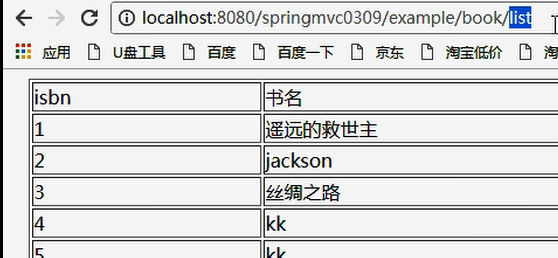 localhost:8080/springmvc0309/example/book/list
应用 U盘工具 百度 百度一下 京东 淘宝低价
isbn 书名
1 遥远的救世主
2 jackson
3 丝绸之路
4 kk
5 kk